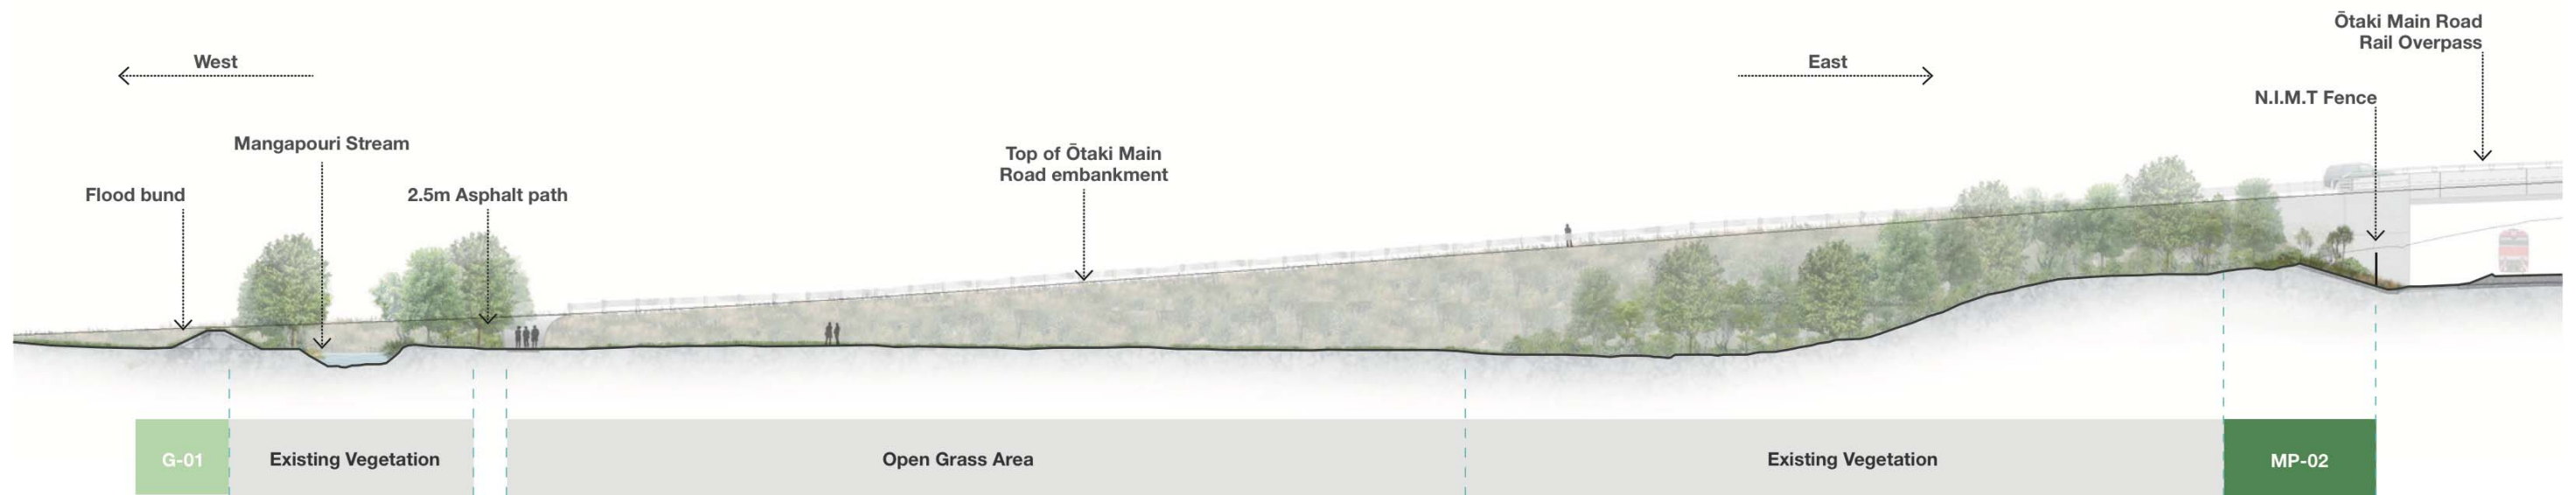 Ōtaki Main Road
Rail Overpass
West
East
N.I.M.T Fence
Mangapouri Stream
Top of Ōtaki Main
Road embankment
Flood bund
2.5m Asphalt path
G-01
Existing Vegetation
Open Grass Area
Existing Vegetation
MP-02